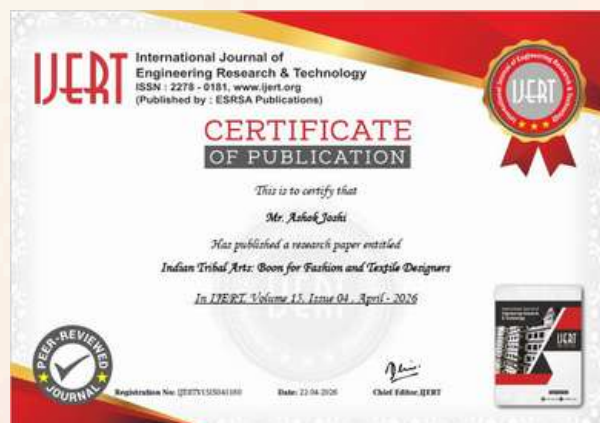 IJERT
International Journal of
Engineering Research & Technology
ISSN : 2278 - 0181, www.ijert.org
(Published by : ESRSA Publications)
IJERT
CERTIFICATE
OF PUBLICATION
This is to certify that
Mr. Ashok Joshi
Has published a research paper entitled
Indian Tribal Arts: Boon for Fashion and Textile Designers
In IJERT, Volume 15, Issue 04, April - 2026
PEER-REVIEWED
JOURNAL
Registration No:
Date: 22-04-2026
Chief Editor, IJERT
IJERT